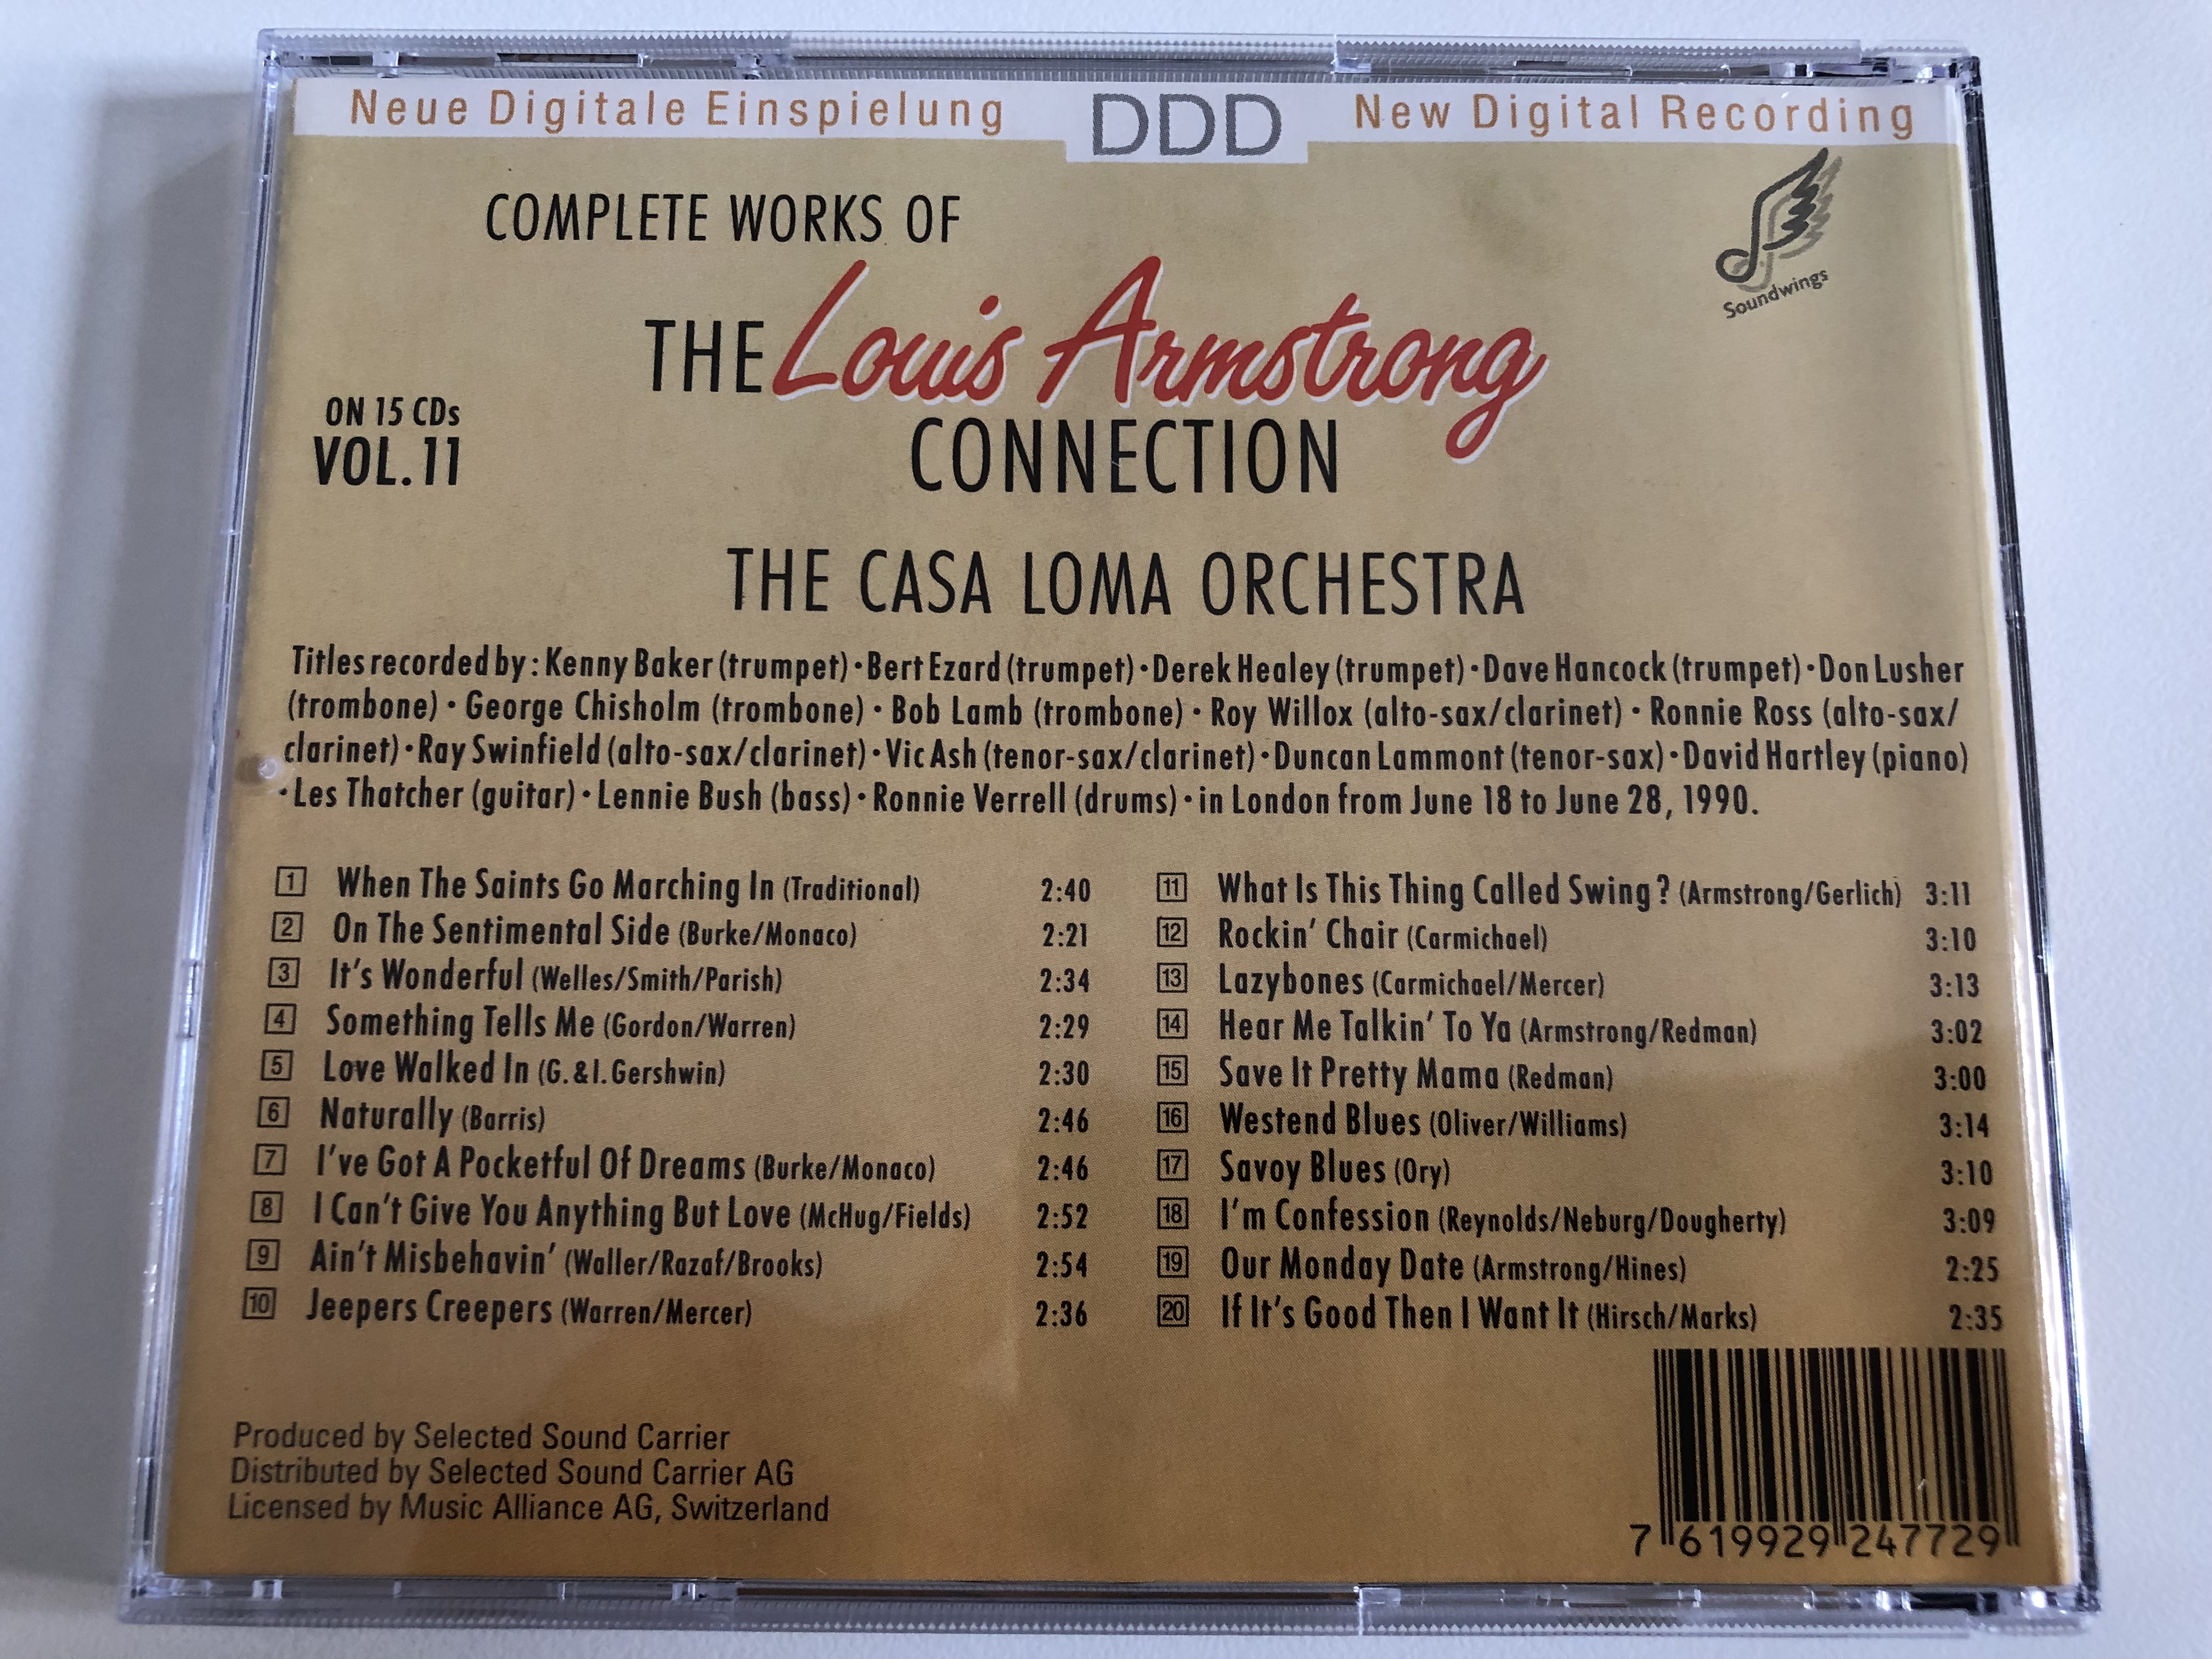 Neue Digitale Einspielung DDD New Digital Recording
Soundwings
COMPLETE WORKS OF
THE Louis Armstrong
CONNECTION
ON 15 CDs
VOL. 11
THE CASA LOMA ORCHESTRA
Titles recorded by: Kenny Baker (trumpet) • Bert Ezard (trumpet) • Derek Healey (trumpet) • Dave Hancock (trumpet) • Don Lusher
(trombone) • George Chisholm (trombone) • Bob Lamb (trombone) • Roy Willox (alto-sax/clarinet) • Ronnie Ross (alto-sax/
clarinet) • Ray Swinfield (alto-sax/clarinet) • Vic Ash (tenor-sax/clarinet) • Duncan Lammont (tenor-sax) • David Hartley (piano)
• Les Thatcher (guitar) • Lennie Bush (bass) • Ronnie Verrell (drums) • in London from June 18 to June 28, 1990.
1 When The Saints Go Marching In (Traditional) 2:40
2 On The Sentimental Side (Burke/Monaco) 2:21
3 It's Wonderful (Welles/Smith/Parish) 2:34
4 Something Tells Me (Gordon/Warren) 2:29
5 Love Walked In (G. & I. Gershwin) 2:30
6 Naturally (Barris) 2:46
7 I've Got A Pocketful Of Dreams (Burke/Monaco) 2:46
8 I Can't Give You Anything But Love (McHug/Fields) 2:52
9 Ain't Misbehavin' (Waller/Razaf/Brooks) 2:54
10 Jeepers Creepers (Warren/Mercer) 2:36
11 What Is This Thing Called Swing? (Armstrong/Gerlich) 3:11
12 Rockin' Chair (Carmichael) 3:10
13 Lazybones (Carmichael/Mercer) 3:13
14 Hear Me Talkin' To Ya (Armstrong/Redman) 3:02
15 Save It Pretty Mama (Redman) 3:00
16 Westend Blues (Oliver/Williams) 3:14
17 Savoy Blues (Ory) 3:10
18 I'm Confession (Reynolds/Neburg/Dougherty) 3:09
19 Our Monday Date (Armstrong/Hines) 2:25
20 If It's Good Then I Want It (Hirsch/Marks) 2:35
Produced by Selected Sound Carrier
Distributed by Selected Sound Carrier AG
Licensed by Music Alliance AG, Switzerland
7 619929 247729